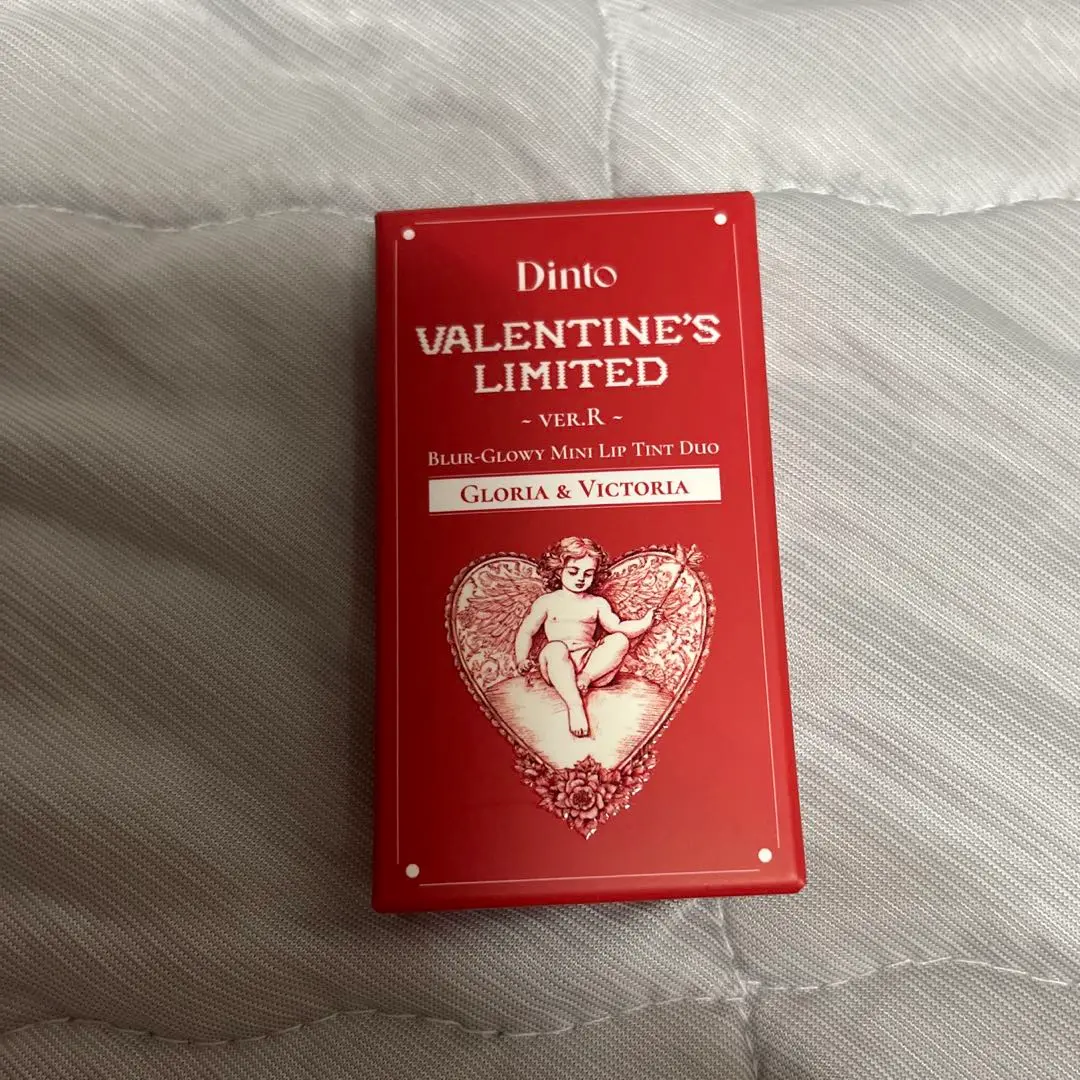 Dinto
VALENTINE'S
LIMITED
~ VER.R ~
BLUR-GLOWY MINI LIP TINT DUO
GLORIA & VICTORIA